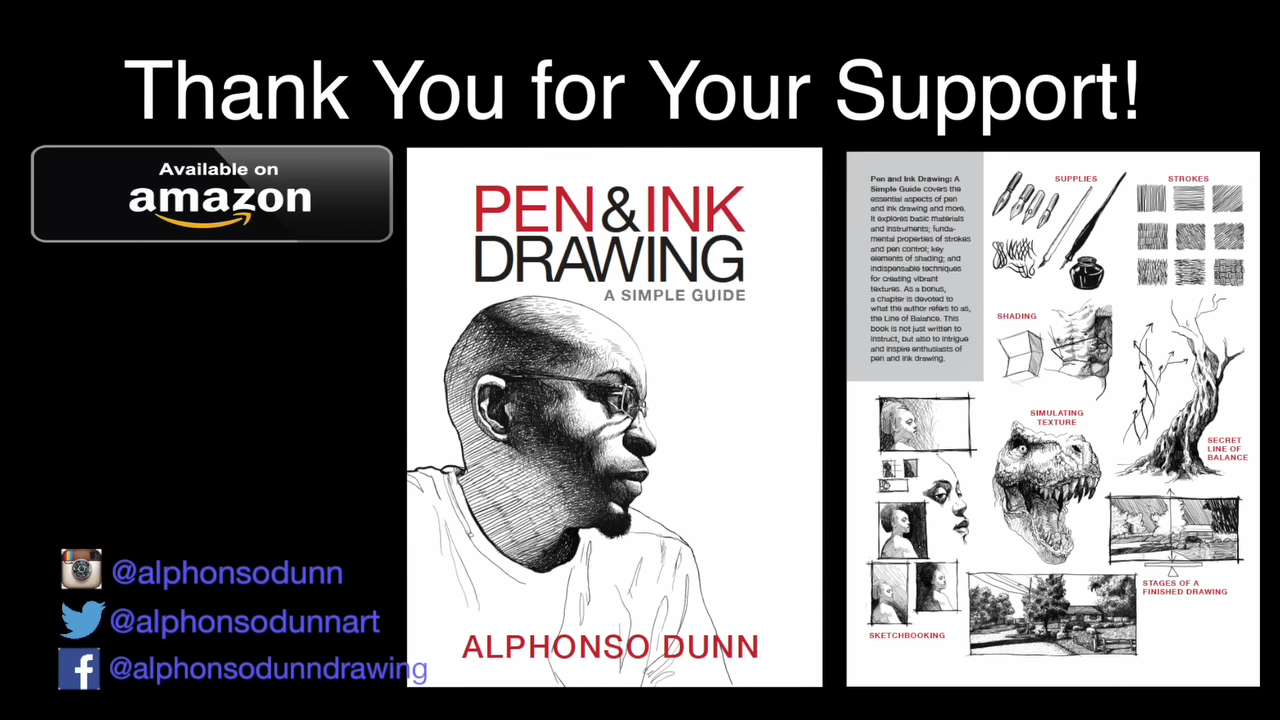 Thank You for Your Support!
Available on
amazon
PEN&INK
DRAWING
A SIMPLE GUIDE
ALPHONSO DUNN
@alphonsodunn
@alphonsodunnart
@alphonsodunndrawing
Pen and Ink Drawing: A
Simple Guide covers the
essential aspects of pen
and ink drawing and more.
It explores basic materials
and instruments; funda-
mental properties of strokes
and pen control; key
elements of shading; and
indispensable techniques
for creating vibrant
textures. As a bonus,
a chapter is devoted to
what the author refers to as,
the Line of Balance. This
book is not just written to
instruct, but also to intrigue
and inspire enthusiasts of
pen and ink drawing.
SUPPLIES
STROKES
SHADING
SIMULATING
TEXTURE
SECRET
LINE OF
BALANCE
STAGES OF A
FINISHED DRAWING
SKETCHBOOKING